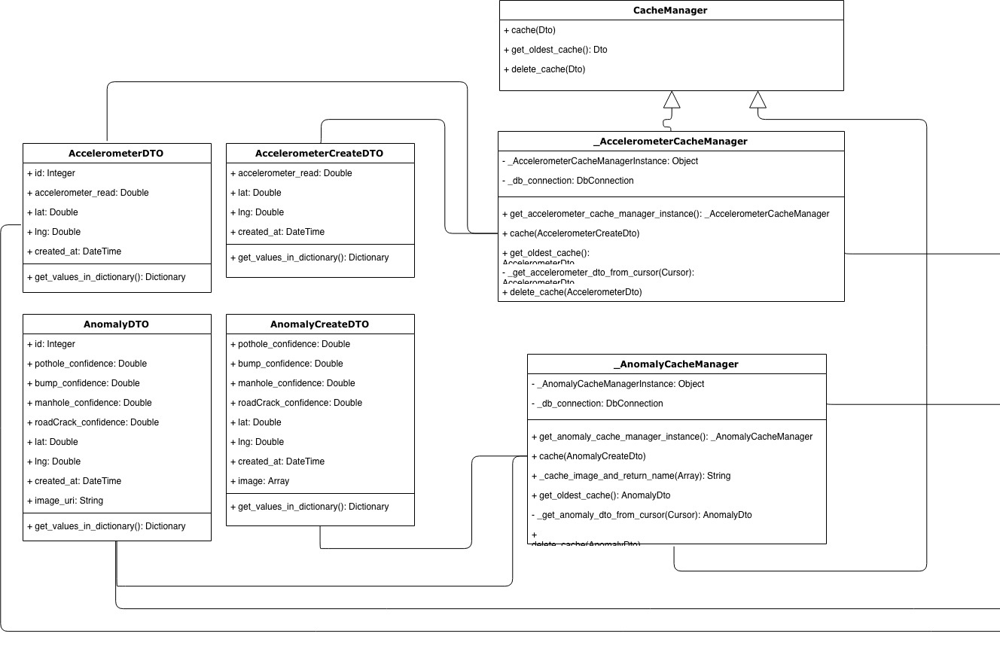 CacheManager
+ cache(Dto)
+ get_oldest_cache(): Dto
+ delete_cache(Dto)
AccelerometerDTO
+ id: Integer
+ accelerometer_read: Double
+ lat: Double
+ lng: Double
+ created_at: DateTime
+ get_values_in_dictionary(): Dictionary
AccelerometerCreateDTO
+ accelerometer_read: Double
+ lat: Double
+ lng: Double
+ created_at: DateTime
+ get_values_in_dictionary(): Dictionary
_AccelerometerCacheManager
- _AccelerometerCacheManagerInstance: Object
- _db_connection: DbConnection
+ get_accelerometer_cache_manager_instance(): _AccelerometerCacheManager
+ cache(AccelerometerCreateDto)
+ get_oldest_cache():
AccelerometerDto
- _get_accelerometer_dto_from_cursor(Cursor):
AccelerometerDto
+ delete_cache(AccelerometerDto)
AnomalyDTO
+ id: Integer
+ pothole_confidence: Double
+ bump_confidence: Double
+ manhole_confidence: Double
+ roadCrack_confidence: Double
+ lat: Double
+ lng: Double
+ created_at: DateTime
+ image_uri: String
+ get_values_in_dictionary(): Dictionary
AnomalyCreateDTO
+ pothole_confidence: Double
+ bump_confidence: Double
+ manhole_confidence: Double
+ roadCrack_confidence: Double
+ lat: Double
+ lng: Double
+ created_at: DateTime
+ image: Array
+ get_values_in_dictionary(): Dictionary
_AnomalyCacheManager
- _AnomalyCacheManagerInstance: Object
- _db_connection: DbConnection
+ get_anomaly_cache_manager_instance(): _AnomalyCacheManager
+ cache(AnomalyCreateDto)
+ _cache_image_and_return_name(Array): String
+ get_oldest_cache(): AnomalyDto
- _get_anomaly_dto_from_cursor(Cursor): AnomalyDto
+
delete_cache(AnomalyDto)